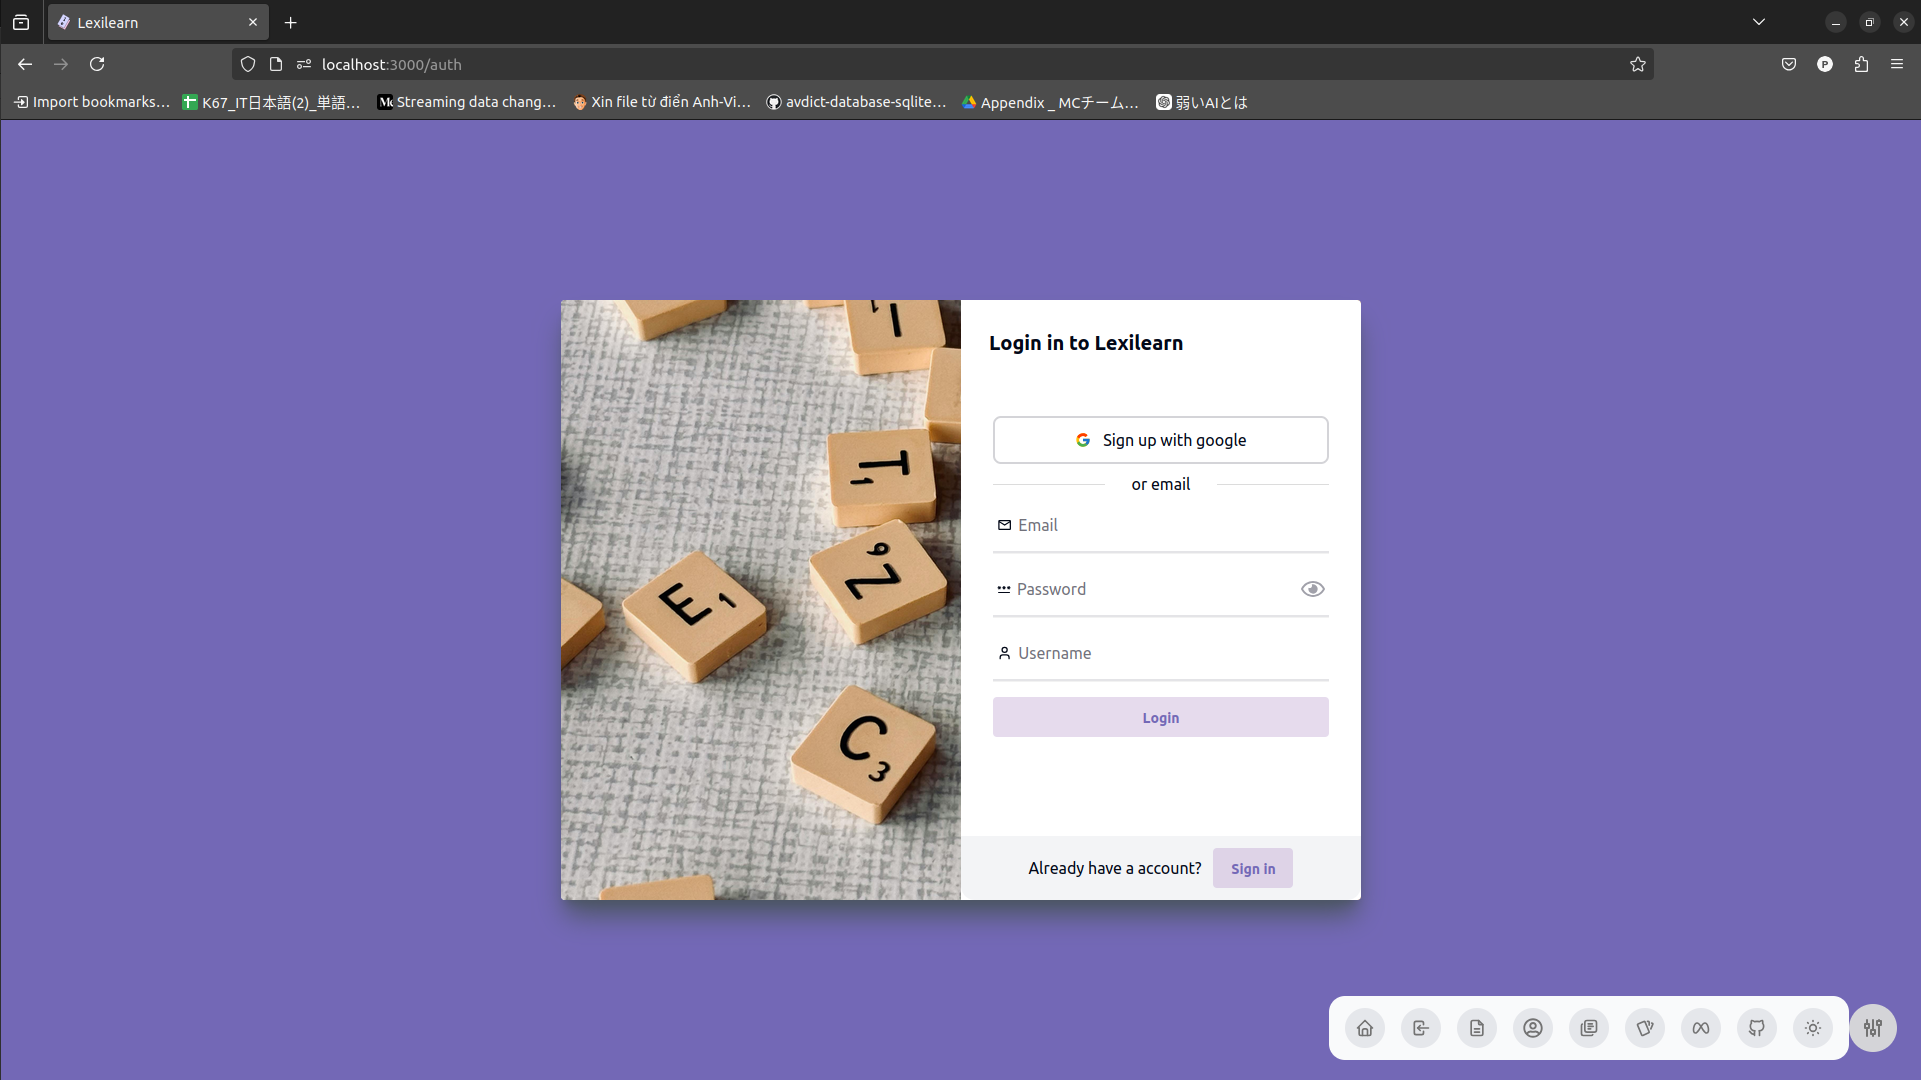 Lexilearn
localhost:3000/auth
Import bookmarks...
K67_IT日本語(2)_単語...
Streaming data chang...
Xin file từ điển Anh-Vi...
avdict-database-sqlite...
Appendix _ MCチーム...
弱いAIとは
I1
T1
Z9
E1
C3
Login in to Lexilearn
Sign up with google
or email
Email
Password
Username
Login
Already have a account?
Sign in